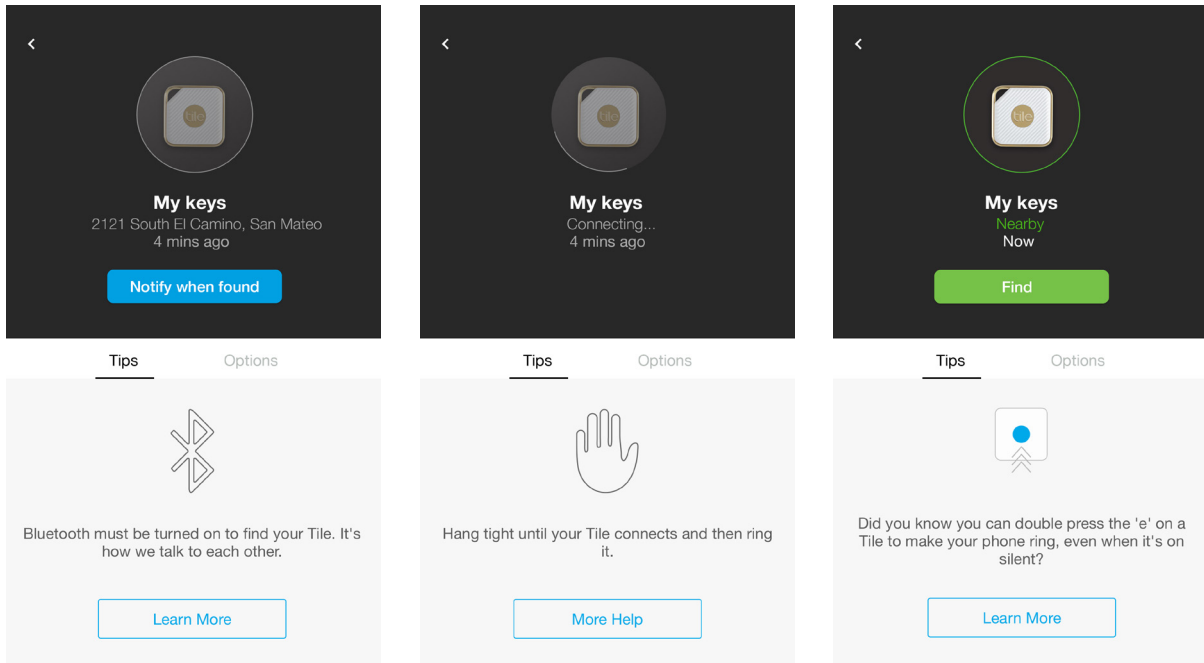 tile
My keys
2121 South El Camino, San Mateo
4 mins ago
Notify when found
Tips
Options
Bluetooth must be turned on to find your Tile. It's
how we talk to each other.
Learn More
tile
My keys
Connecting...
4 mins ago
Tips
Options
Hang tight until your Tile connects and then ring
it.
More Help
tile
My keys
Nearby
Now
Find
Tips
Options
Did you know you can double press the 'e' on a
Tile to make your phone ring, even when it's on
silent?
Learn More